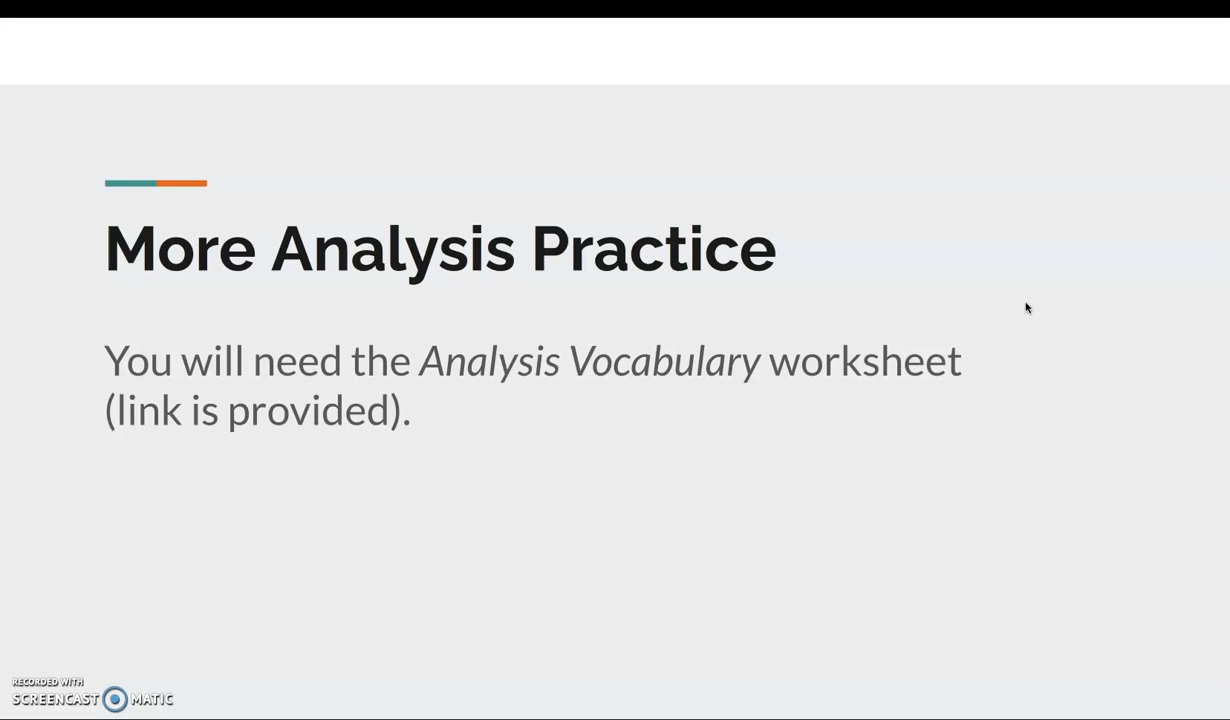 More Analysis Practice
You will need the Analysis Vocabulary worksheet
(link is provided).
RECORDED WITH
SCREENCAST MATIC